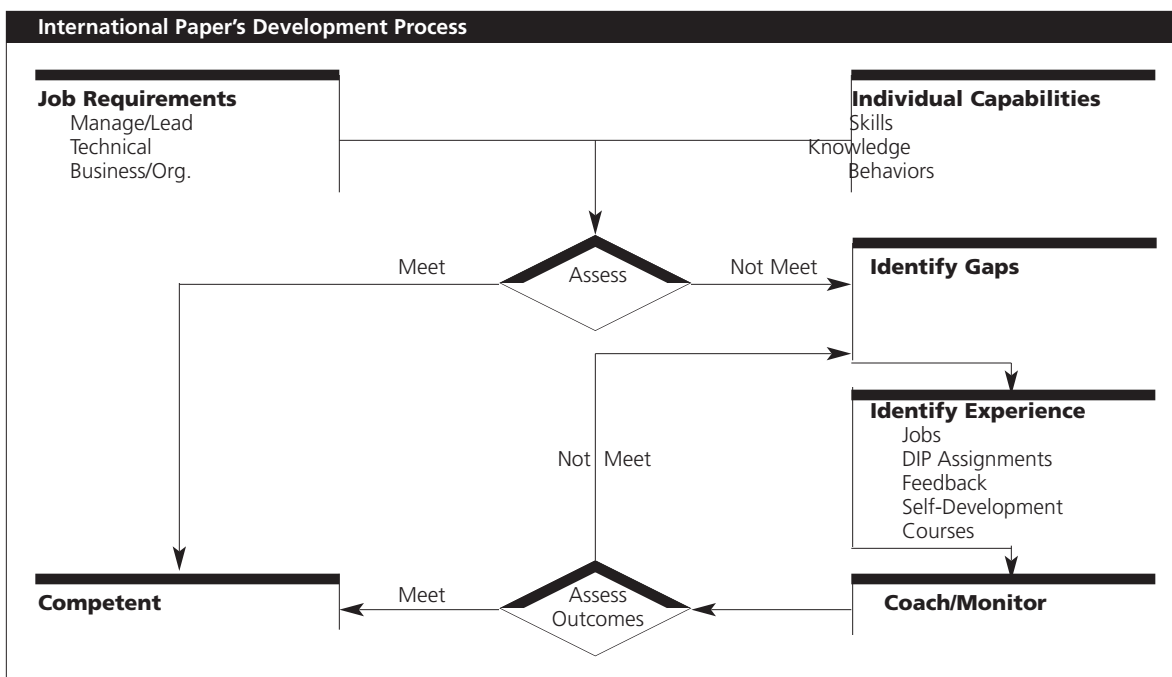 International Paper's Development Process
Job Requirements
Manage/Lead
Technical
Business/Org.
Individual Capabilities
Skills
Knowledge
Behaviors
Meet
Assess
Not Meet
Identify Gaps
Identify Experience
Jobs
DIP Assignments
Feedback
Self-Development
Courses
Not Meet
Competent
Meet
Assess
Outcomes
Coach/Monitor